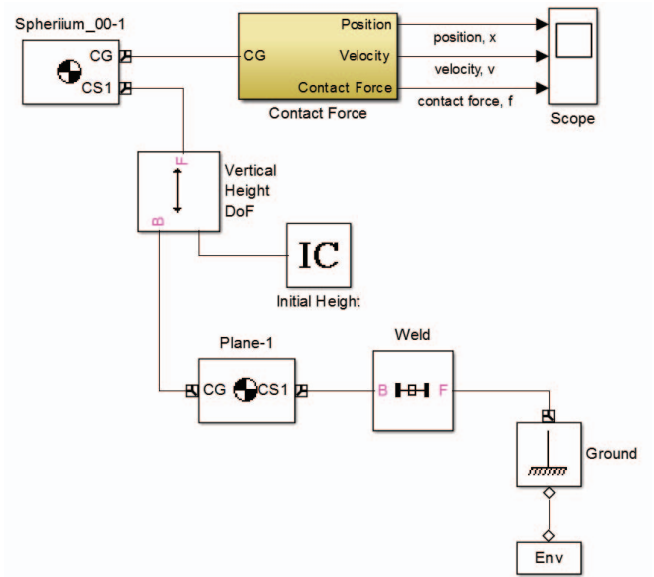 Spheriium_00-1
CG
CS1
CG
Position
Velocity
Contact Force
Contact Force
position, x
velocity, v
contact force, f
Scope
F
B
Vertical
Height
DoF
IC
Initial Heigh:
Plane-1
CG
CS1
Weld
B
F
Ground
Env